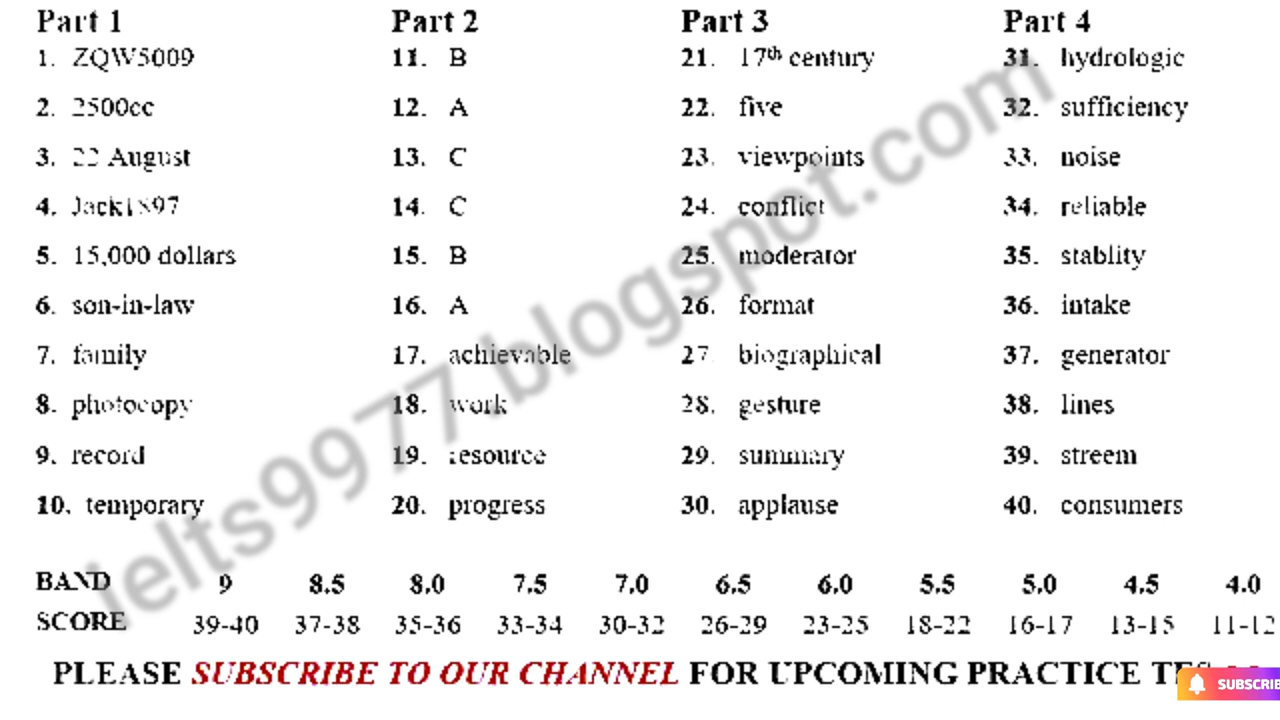 Part 1 Part 2 Part 3 Part 4
1. ZQW5009 11. B 21. 17th century 31. hydrologic
2. 2500cc 12. A 22. five 32. sufficiency
3. 22 August 13. C 23. viewpoints 33. noise
4. Jack1897 14. C 24. conflict 34. reliable
5. 15,000 dollars 15. B 25. moderator 35. stablity
6. son-in-law 16. A 26. format 36. intake
7. family 17. achievable 27. biographical 37. generator
8. photocopy 18. work 28. gesture 38. lines
9. record 19. resource 29. summary 39. streem
10. temporary 20. progress 30. applause 40. consumers
ielts9977.blogspot.com
BAND 9 8.5 8.0 7.5 7.0 6.5 6.0 5.5 5.0 4.5 4.0
SCORE 39-40 37-38 35-36 33-34 30-32 26-29 23-25 18-22 16-17 13-15 11-12
PLEASE SUBSCRIBE TO OUR CHANNEL FOR UPCOMING PRACTICE
SUBSCRIBE